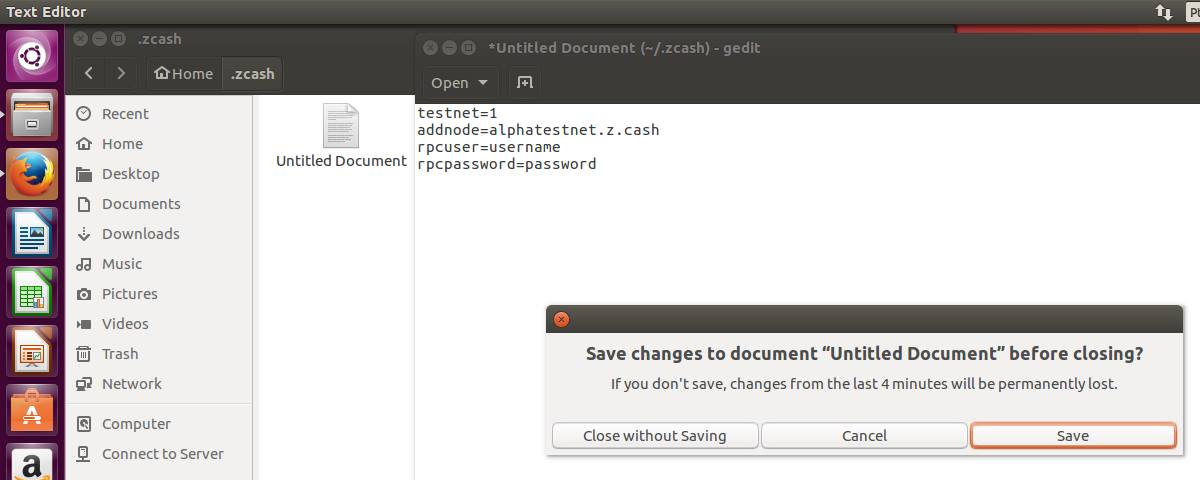 Text Editor
.zcash
Home
.zcash
*Untitled Document (~/.zcash) - gedit
Open
Recent
Home
Desktop
Documents
Downloads
Music
Pictures
Videos
Trash
Network
Computer
Connect to Server
Untitled Document
testnet=1
addnode=alphatestnet.z.cash
rpcuser=username
rpcpassword=password
Save changes to document “Untitled Document” before closing?
If you don't save, changes from the last 4 minutes will be permanently lost.
Close without Saving
Cancel
Save